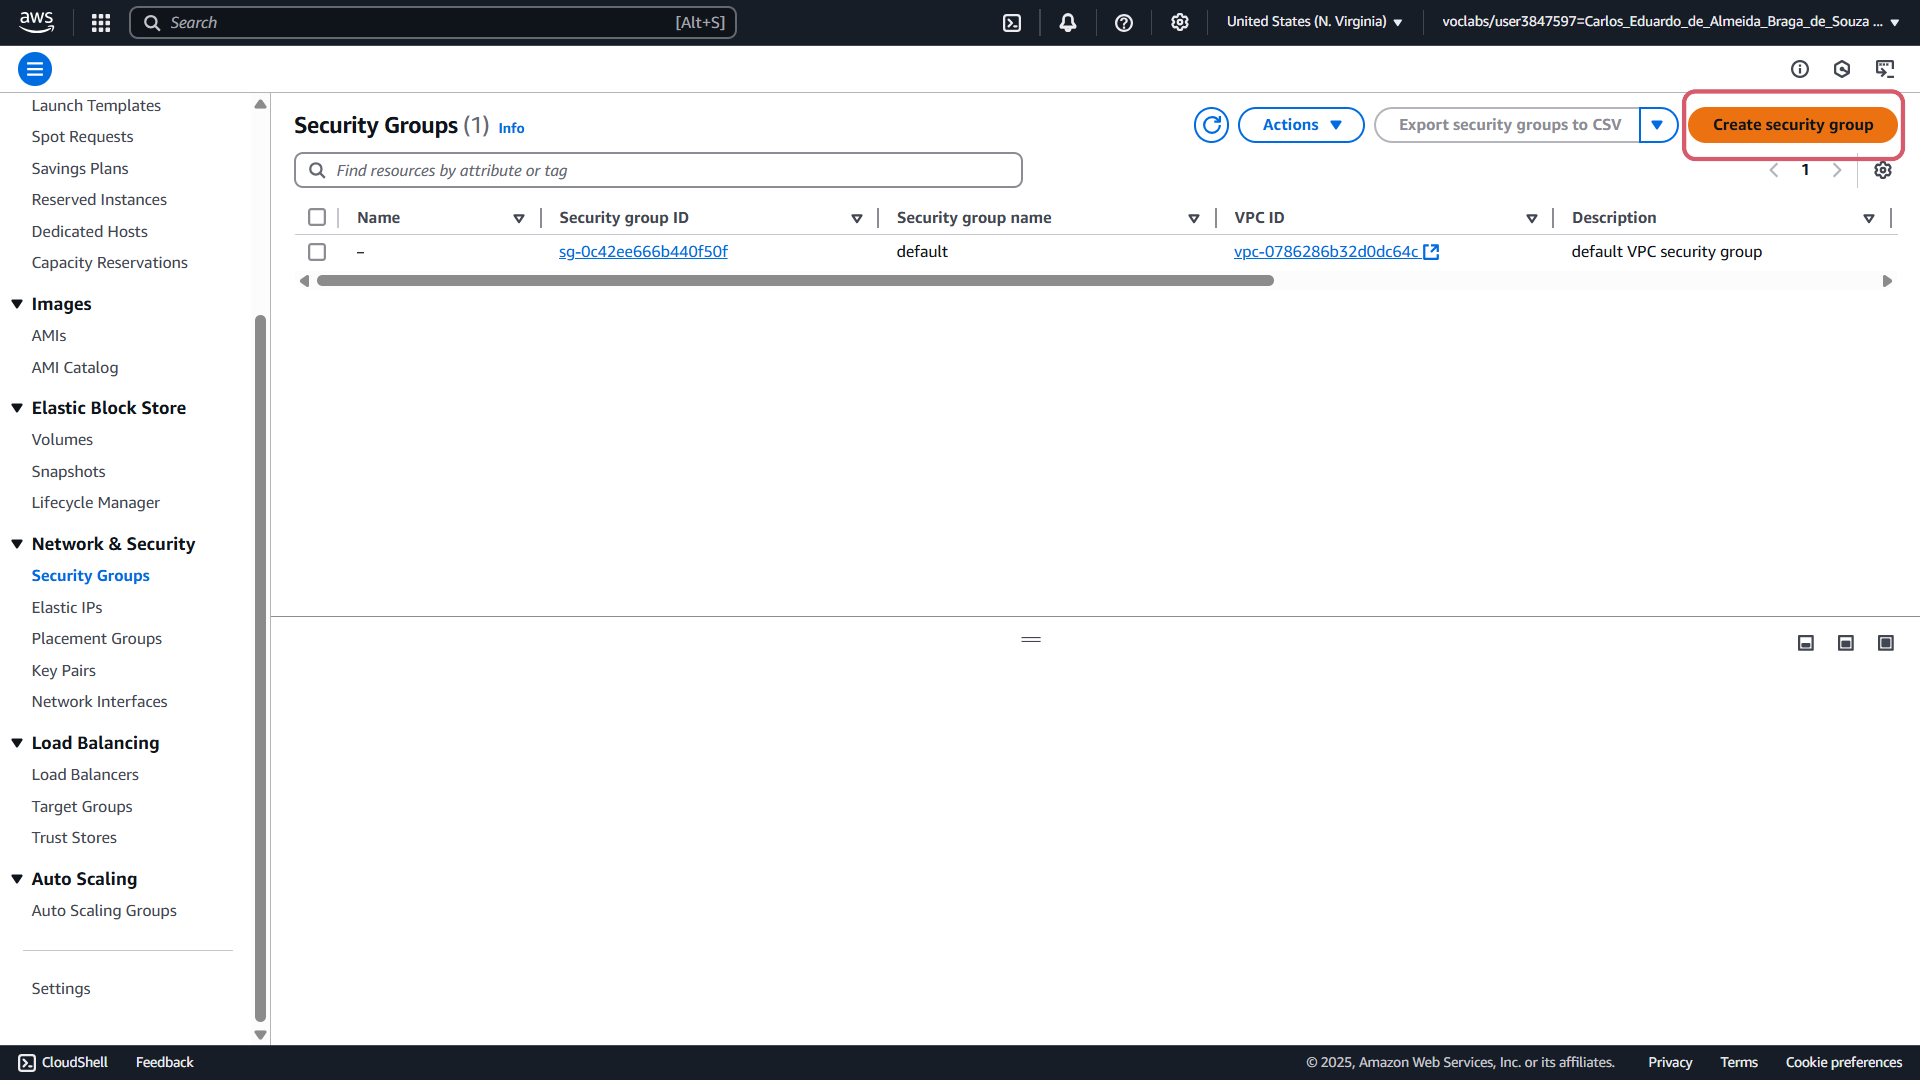 aws
Search
[Alt+S]
United States (N. Virginia)
voclabs/user3847597=Carlos_Eduardo_de_Almeida_Braga_de_Souza ...
Launch Templates
Spot Requests
Savings Plans
Reserved Instances
Dedicated Hosts
Capacity Reservations
Images
AMIs
AMI Catalog
Elastic Block Store
Volumes
Snapshots
Lifecycle Manager
Network & Security
Security Groups
Elastic IPs
Placement Groups
Key Pairs
Network Interfaces
Load Balancing
Load Balancers
Target Groups
Trust Stores
Auto Scaling
Auto Scaling Groups
Settings
Security Groups (1) Info
Actions
Export security groups to CSV
Create security group
Find resources by attribute or tag
1
Name Security group ID Security group name VPC ID Description
– sg-0c42ee666b440f50f default vpc-0786286b32d0dc64c default VPC security group
CloudShell Feedback
© 2025, Amazon Web Services, Inc. or its affiliates. Privacy Terms Cookie preferences